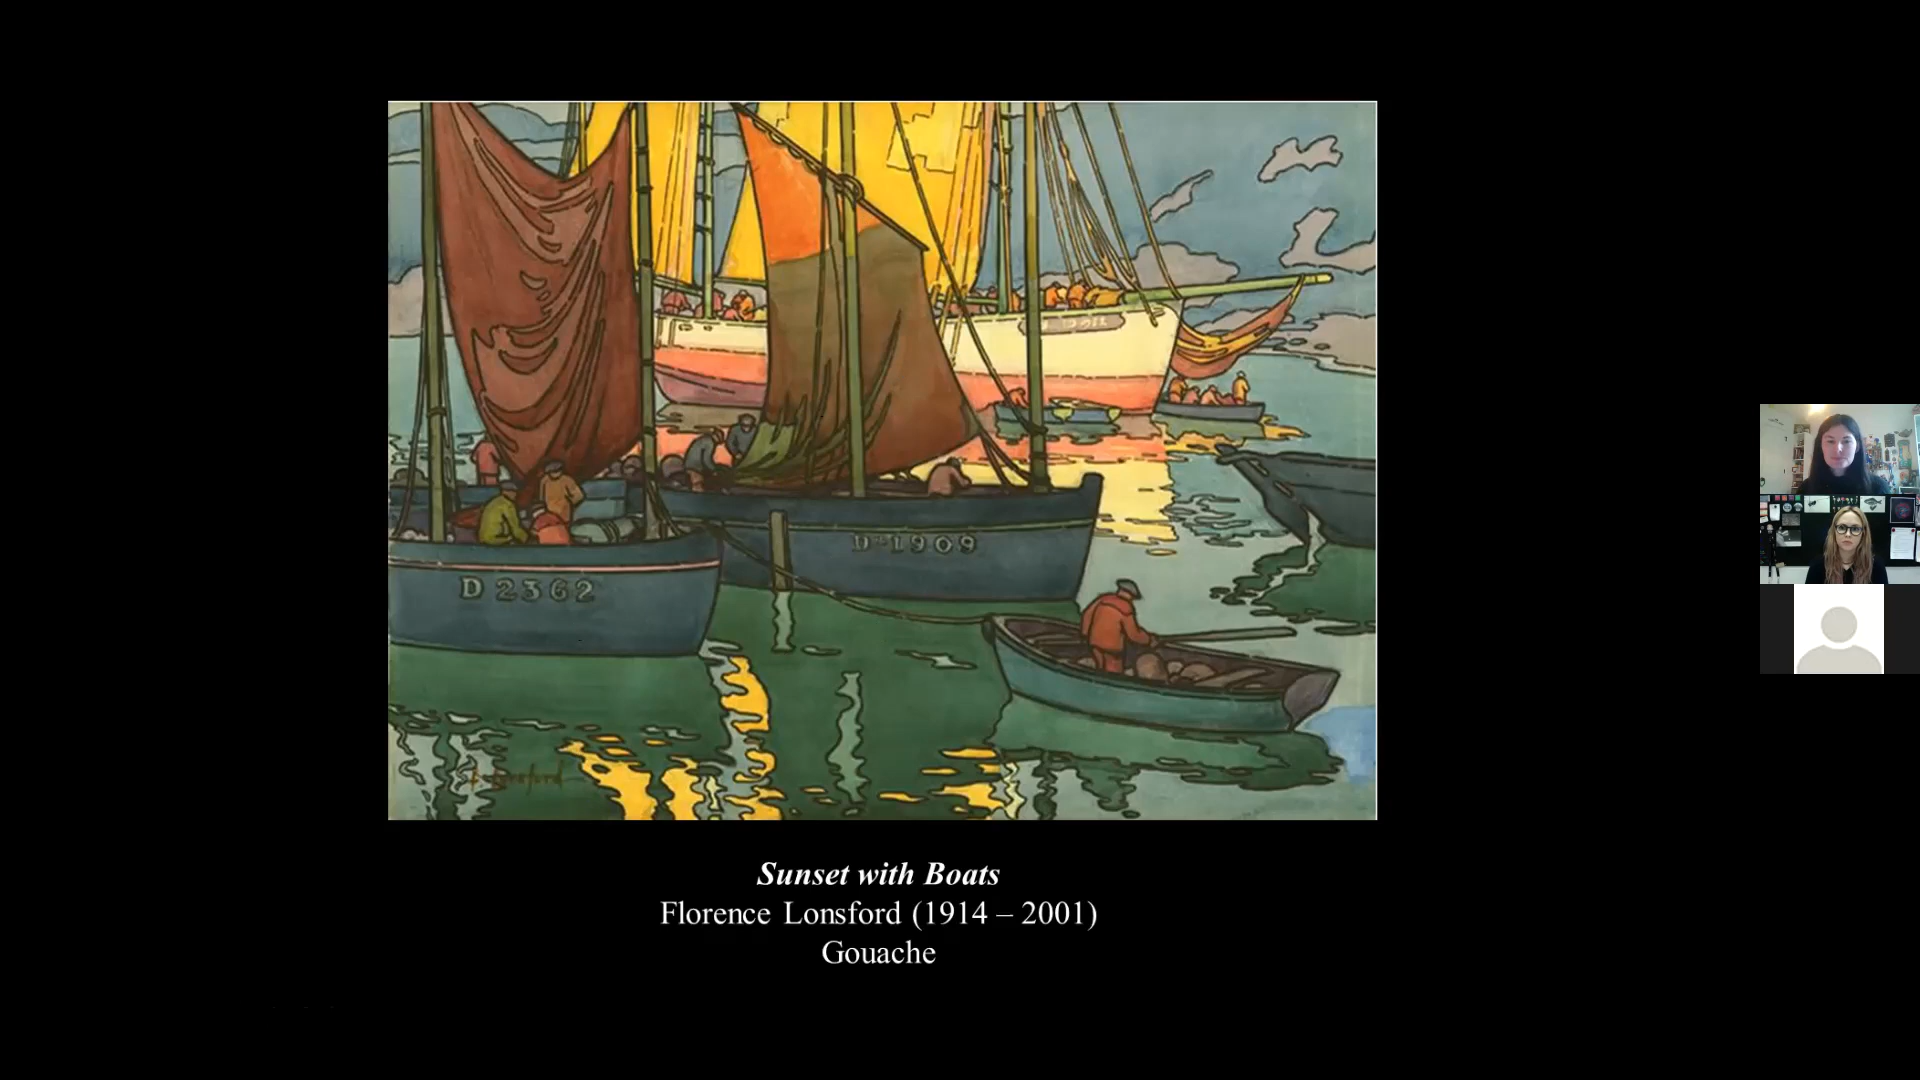 D 2362
D - 1909
Sunset with Boats
Florence Lonsford (1914 – 2001)
Gouache